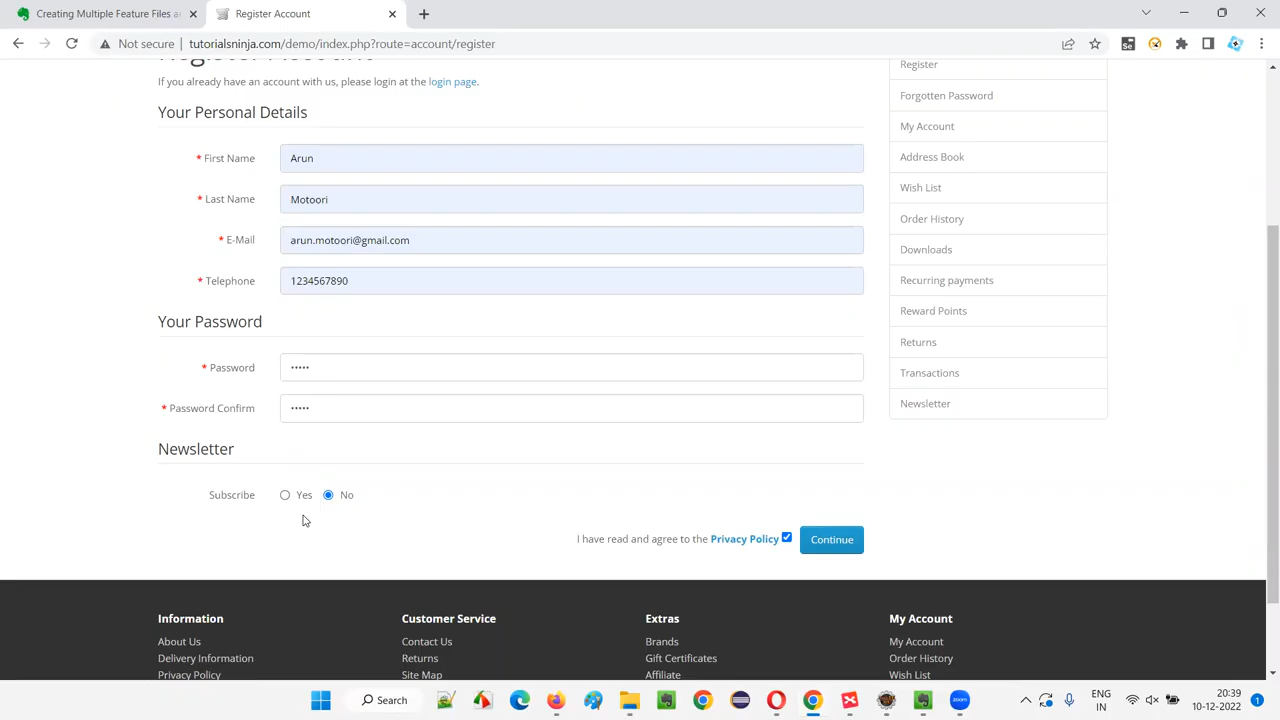 Creating Multiple Feature Files a
Register Account
Not secure
tutorialsninja.com/demo/index.php?route=account/register
If you already have an account with us, please login at the login page.
Your Personal Details
* First Name
Arun
* Last Name
Motoori
* E-Mail
arun.motoori@gmail.com
* Telephone
1234567890
Your Password
* Password
•••••
* Password Confirm
•••••
Newsletter
Subscribe
Yes
No
I have read and agree to the Privacy Policy
Continue
Register
Forgotten Password
My Account
Address Book
Wish List
Order History
Downloads
Recurring payments
Reward Points
Returns
Transactions
Newsletter
Information
About Us
Delivery Information
Privacy Policy
Customer Service
Contact Us
Returns
Site Map
Extras
Brands
Gift Certificates
Affiliate
My Account
My Account
Order History
Wish List
Search
zoom
ENG
IN
20:39
10-12-2022
1